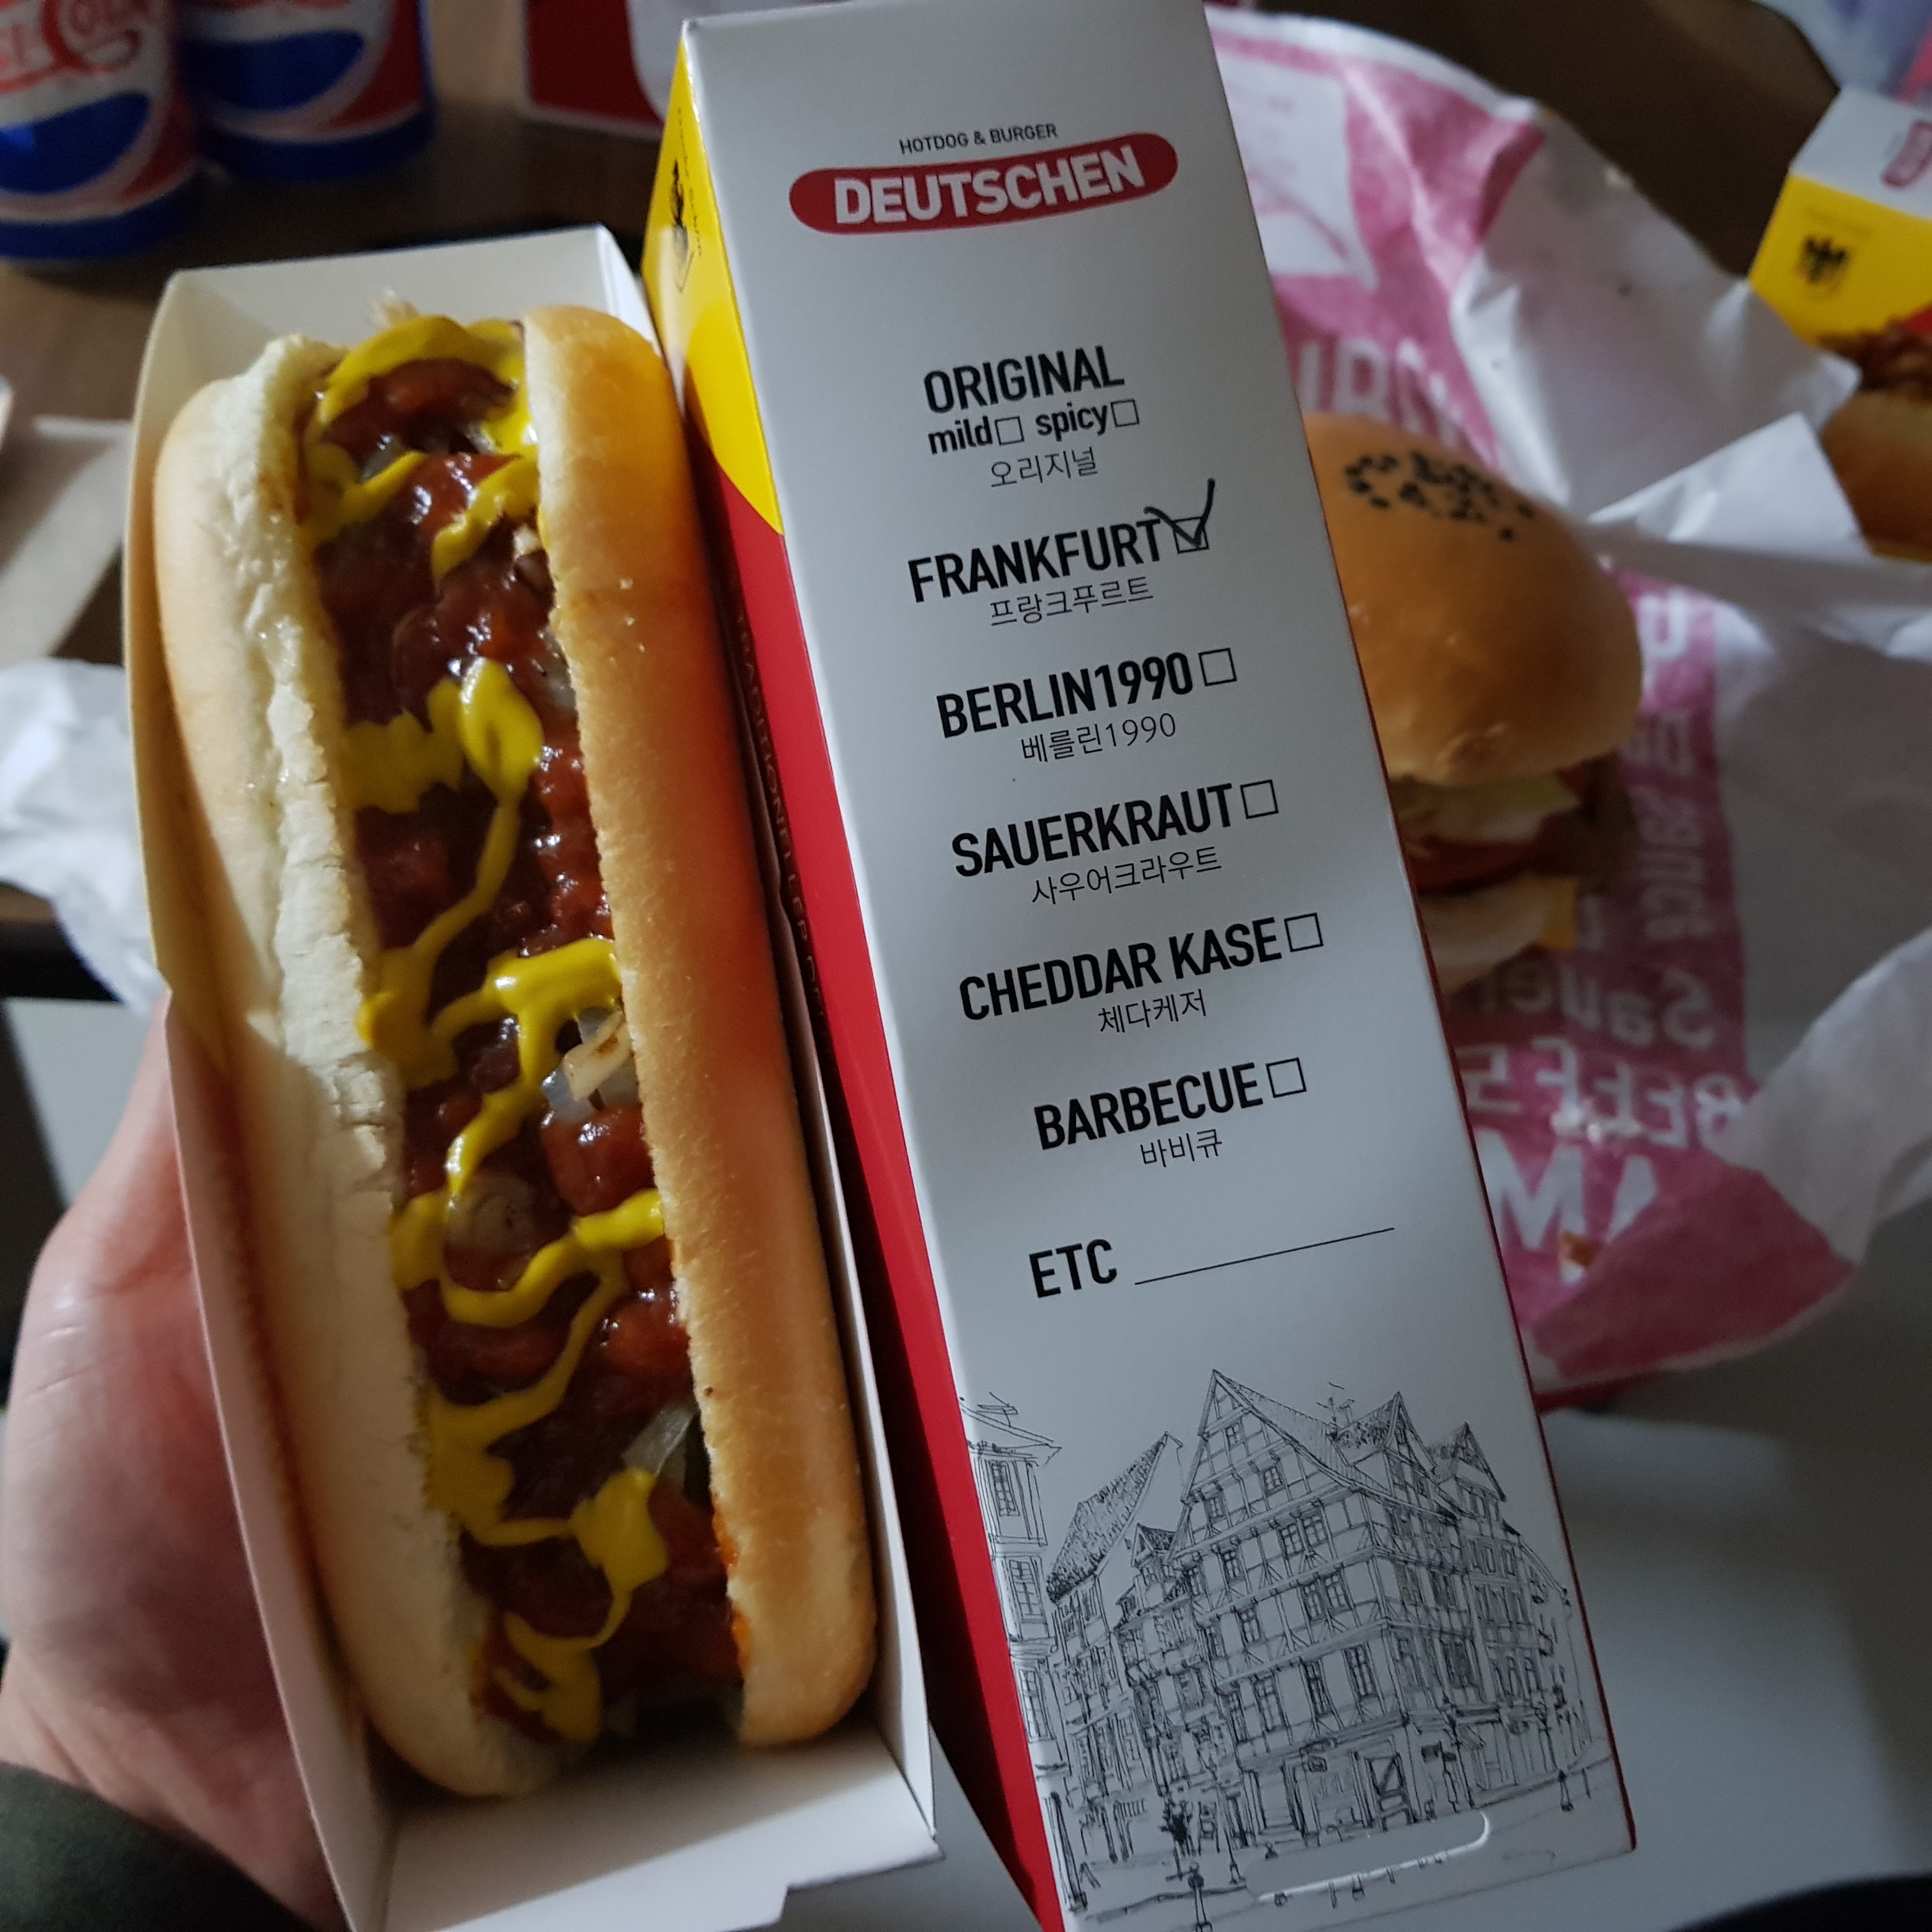 HOTDOG & BURGER
DEUTSCHEN
ORIGINAL
mild□ spicy□
오리지널
FRANKFURT☑
프랑크푸르트
BERLIN1990□
베를린1990
SAUERKRAUT□
사우어크라우트
CHEDDAR KASE□
체다케저
BARBECUE□
바비큐
ETC